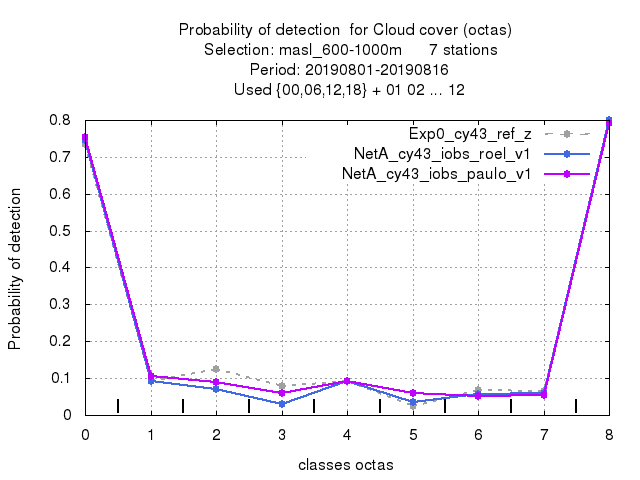 Probability of detection  for Cloud cover (octas)
Selection: masl_600-1000m      7 stations
Period: 20190801-20190816
Used {00,06,12,18} + 01 02 ... 12
Exp0_cy43_ref_z
NetA_cy43_iobs_roel_v1
NetA_cy43_iobs_paulo_v1
Probability of detection
0.8
0.7
0.6
0.5
0.4
0.3
0.2
0.1
0
0 1 2 3 4 5 6 7 8
classes octas